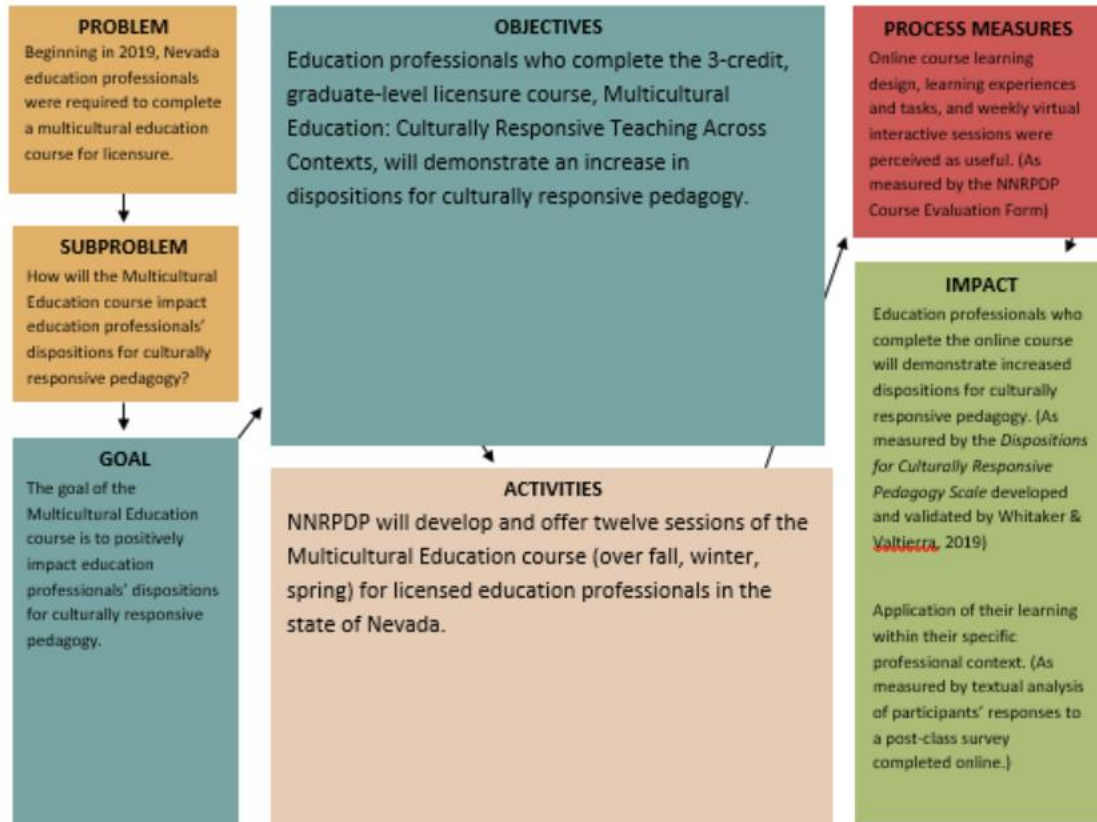 PROBLEM
Beginning in 2019, Nevada
education professionals
were required to complete
a multicultural education
course for licensure.
SUBPROBLEM
How will the Multicultural
Education course impact
education professionals’
dispositions for culturally
responsive pedagogy?
GOAL
The goal of the
Multicultural Education
course is to positively
impact education
professionals’ dispositions
for culturally responsive
pedagogy.
OBJECTIVES
Education professionals who complete the 3-credit,
graduate-level licensure course, Multicultural
Education: Culturally Responsive Teaching Across
Contexts, will demonstrate an increase in
dispositions for culturally responsive pedagogy.
ACTIVITIES
NNRPDP will develop and offer twelve sessions of the
Multicultural Education course (over fall, winter,
spring) for licensed education professionals in the
state of Nevada.
PROCESS MEASURES
Online course learning
design, learning experiences
and tasks, and weekly virtual
interactive sessions were
perceived as useful. (As
measured by the NNRPDP
Course Evaluation Form)
IMPACT
Education professionals who
complete the online course
will demonstrate increased
dispositions for culturally
responsive pedagogy. (As
measured by the Dispositions
for Culturally Responsive
Pedagogy Scale developed
and validated by Whitaker &
Valtierra, 2019)
Application of their learning
within their specific
professional context. (As
measured by textual analysis
of participants’ responses to
a post-class survey
completed online.)